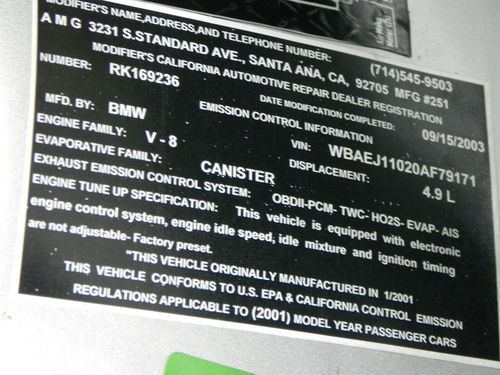 MODIFIER'S NAME,ADDRESS,AND TELEPHONE NUMBER:
A M G 3231 S.STANDARD AVE., SANTA ANA, CA, 92705 MFG #251 (714)545-9503
MODIFIER'S CALIFORNIA AUTOMOTIVE REPAIR DEALER REGISTRATION
NUMBER: RK169236
DATE MODIFICATION COMPLETED: 09/15/2003
EMISSION CONTROL INFORMATION
MFD. BY: BMW VIN: WBAEJ11020AF79171
ENGINE FAMILY: V - 8 DISPLACEMENT: 4.9 L
EVAPORATIVE FAMILY: CANISTER
EXHAUST EMISSION CONTROL SYSTEM: OBDII-PCM- TWC- HO2S- EVAP- AIS
ENGINE TUNE UP SPECIFICATION: This vehicle is equipped with electronic
engine control system, engine idle speed, idle mixture and ignition timing
are not adjustable- Factory preset.
"THIS VEHICLE ORIGINALLY MANUFACTURED IN 1/2001
THIS VEHICLE CONFORMS TO U.S. EPA & CALIFORNIA CONTROL EMISSION
REGULATIONS APPLICABLE TO (2001) MODEL YEAR PASSENGER CARS